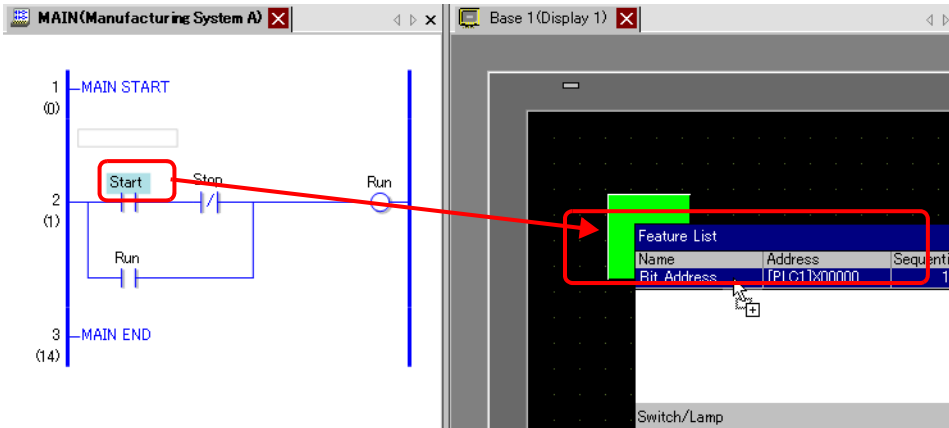 MAIN(Manufacturing System A)
Base 1(Display 1)
1 MAIN START
(0)
Start Stop Run
2
(1)
Run
3 MAIN END
(14)
Feature List
Name Address Sequenti
Bit Address [PLC1]X00000 1
Switch/Lamp